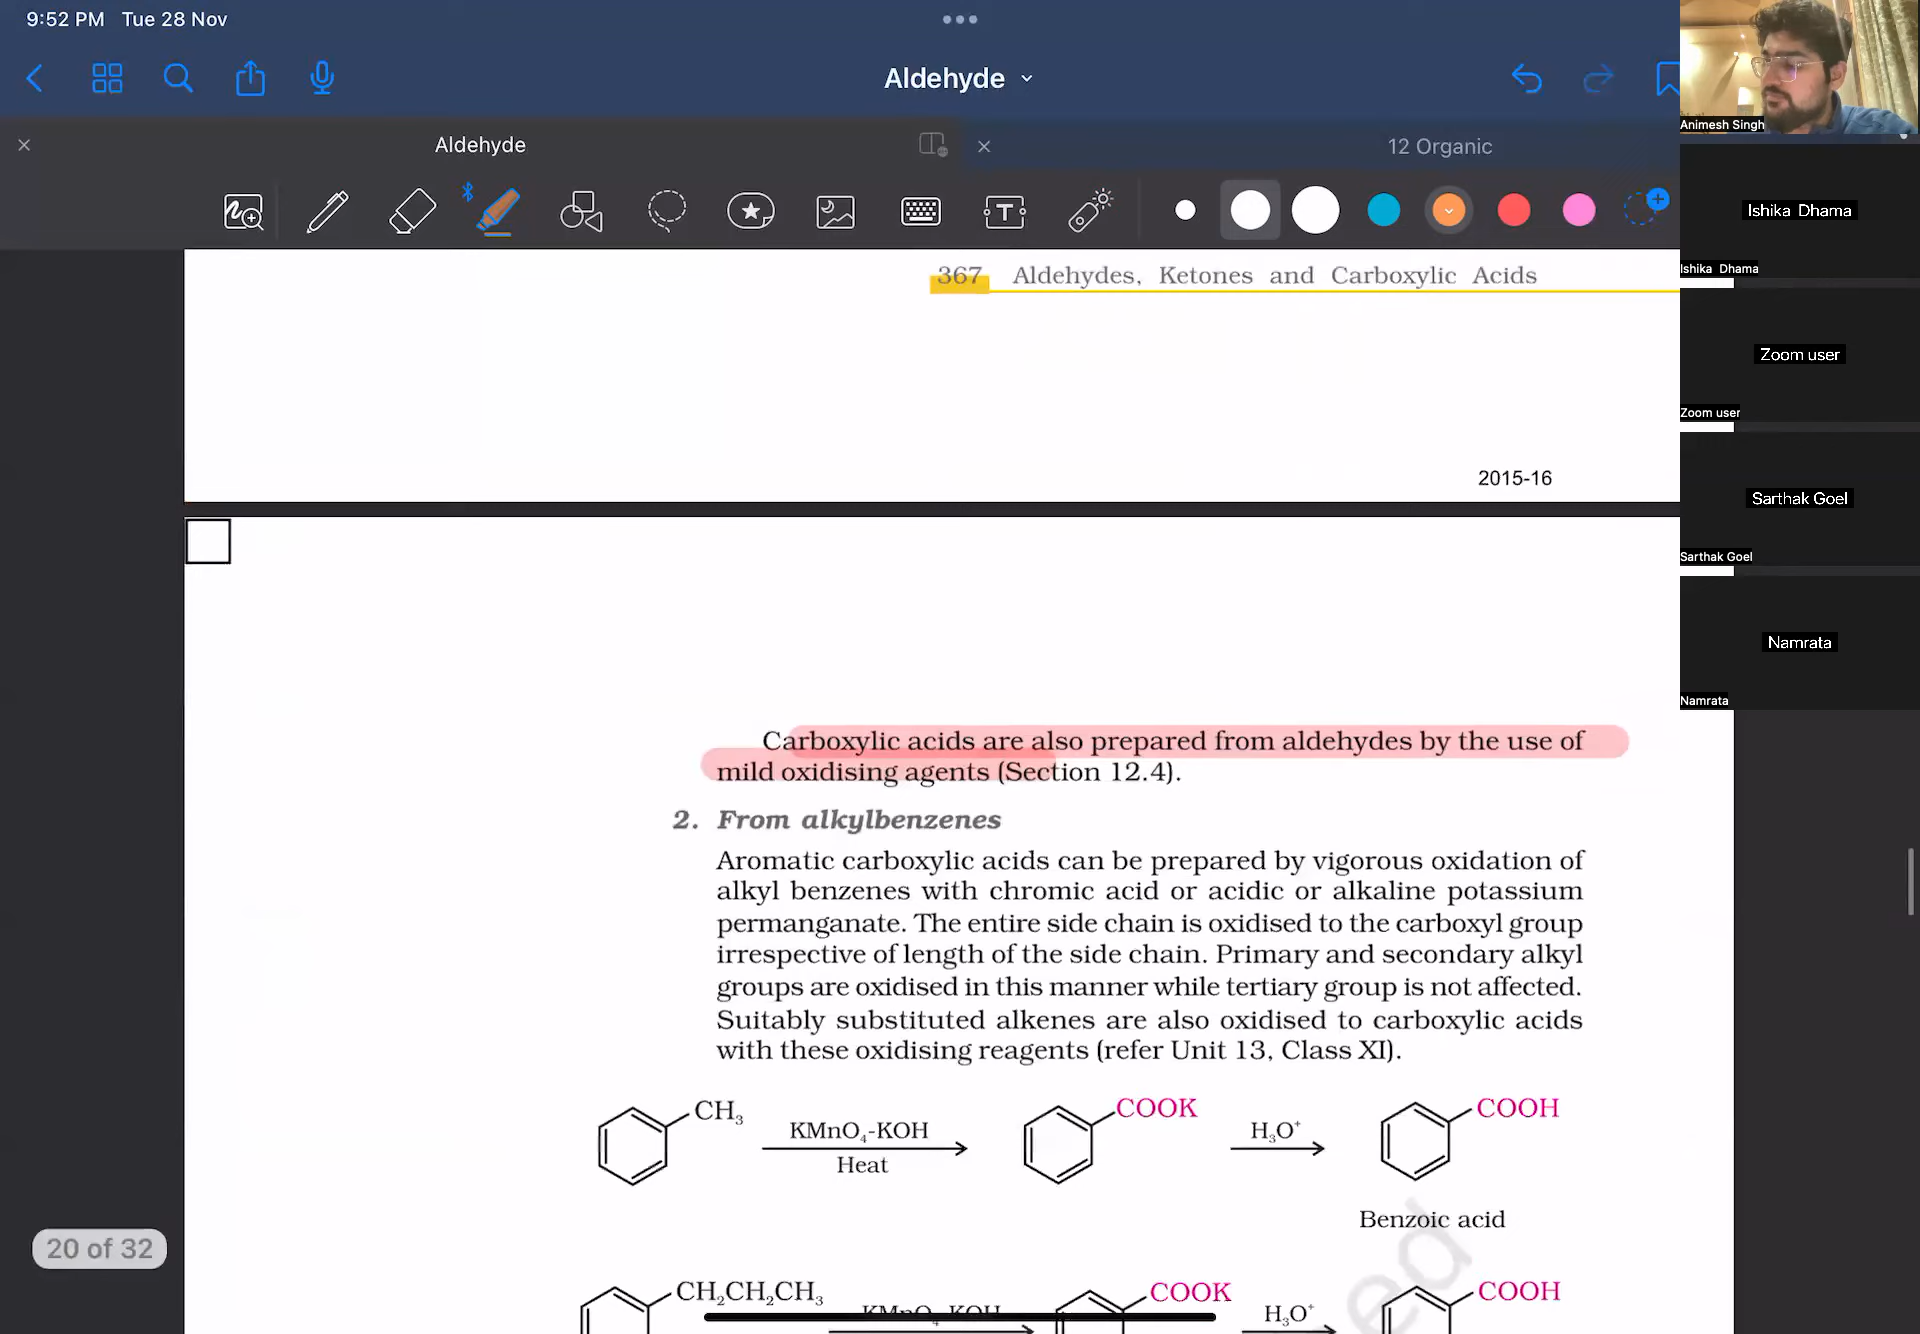 9:52 PM Tue 28 Nov
Aldehyde
Aldehyde
12 Organic
T
Animesh Singh
Ishika Dhama
Ishika Dhama
Zoom user
Zoom user
Sarthak Goel
Sarthak Goel
Namrata
Namrata
367 Aldehydes, Ketones and Carboxylic Acids
2015-16
Carboxylic acids are also prepared from aldehydes by the use of
mild oxidising agents (Section 12.4).
2. From alkylbenzenes
Aromatic carboxylic acids can be prepared by vigorous oxidation of
alkyl benzenes with chromic acid or acidic or alkaline potassium
permanganate. The entire side chain is oxidised to the carboxyl group
irrespective of length of the side chain. Primary and secondary alkyl
groups are oxidised in this manner while tertiary group is not affected.
Suitably substituted alkenes are also oxidised to carboxylic acids
with these oxidising reagents (refer Unit 13, Class XI).
CH₃ KMnO₄-KOH COOK H₃O⁺ COOH
Heat
Benzoic acid
20 of 32
CH₂CH₂CH₃ KMnO₄-KOH COOK H₃O⁺ COOH
ed